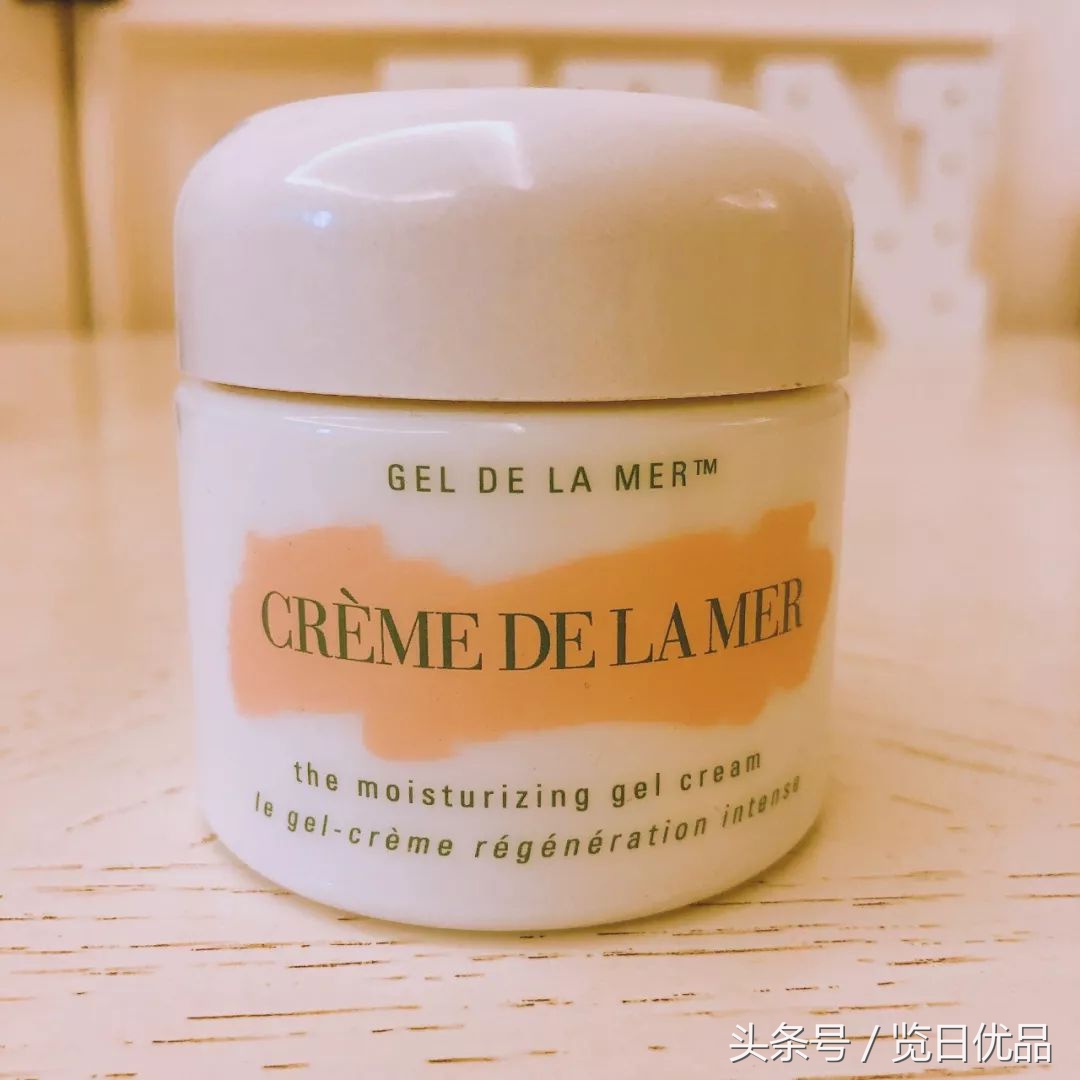 GEL DE LA MER™
CRÈME DE LA MER
the moisturizing gel cream
le gel-crème régénération intense
头条号 / 览日优品